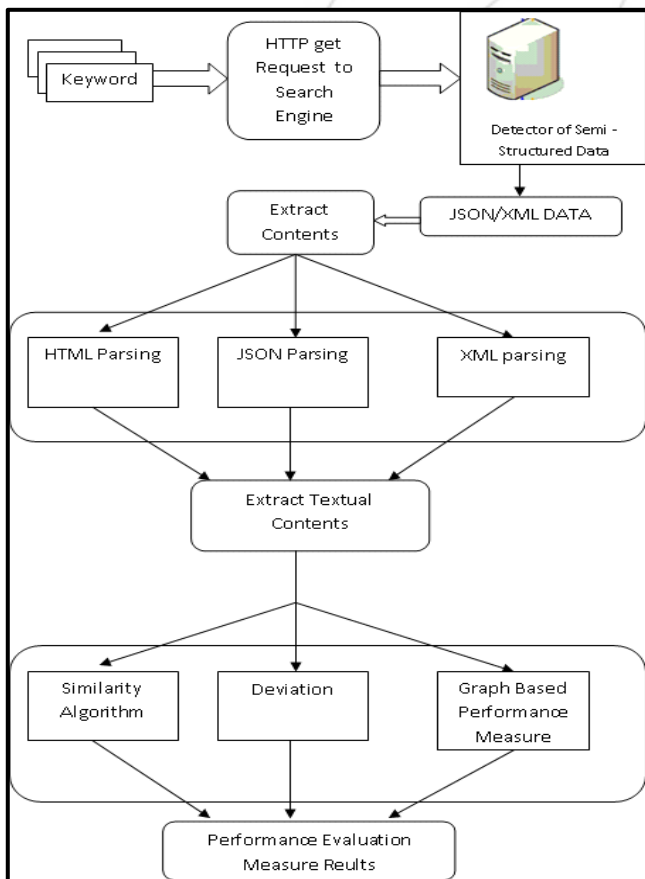 Keyword
HTTP get
Request to
Search
Engine
Detector of Semi -
Structured Data
JSON/XML DATA
Extract
Contents
HTML Parsing
JSON Parsing
XML parsing
Extract Textual
Contents
Similarity
Algorithm
Deviation
Graph Based
Performance
Measure
Performance Evaluation
Measure Reults